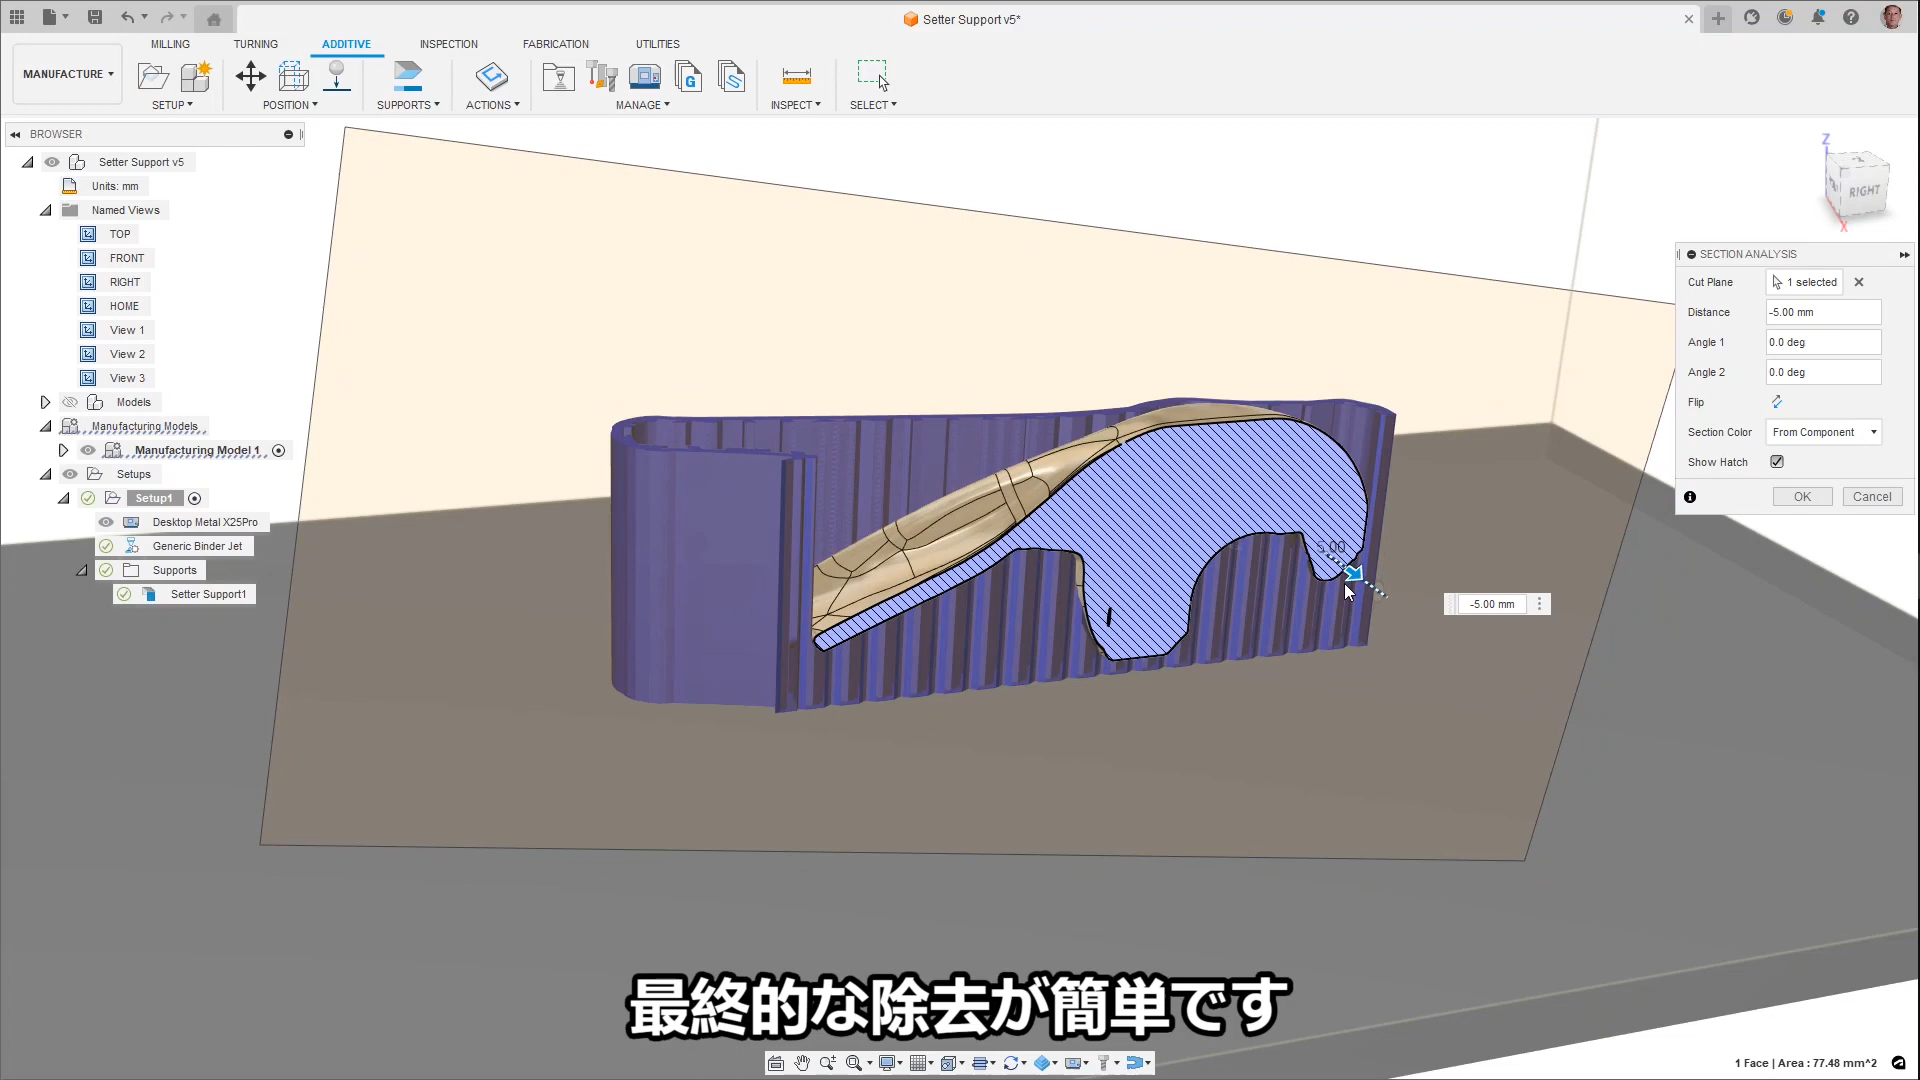 Setter Support v5*
MANUFACTURE
MILLING
TURNING
ADDITIVE
INSPECTION
FABRICATION
UTILITIES
SETUP
POSITION
SUPPORTS
ACTIONS
MANAGE
INSPECT
SELECT
BROWSER
Setter Support v5
Units: mm
Named Views
TOP
FRONT
RIGHT
HOME
View 1
View 2
View 3
Models
Manufacturing Models
Manufacturing Model 1
Setups
Setup1
Desktop Metal X25Pro
Generic Binder Jet
Supports
Setter Support1
Z
RIGHT
X
SECTION ANALYSIS
Cut Plane
1 selected
Distance
-5.00 mm
Angle 1
0.0 deg
Angle 2
0.0 deg
Flip
Section Color
From Component
Show Hatch
OK
Cancel
5.00
-5.00 mm
最終的な除去が簡単です
1 Face | Area : 77.48 mm^2